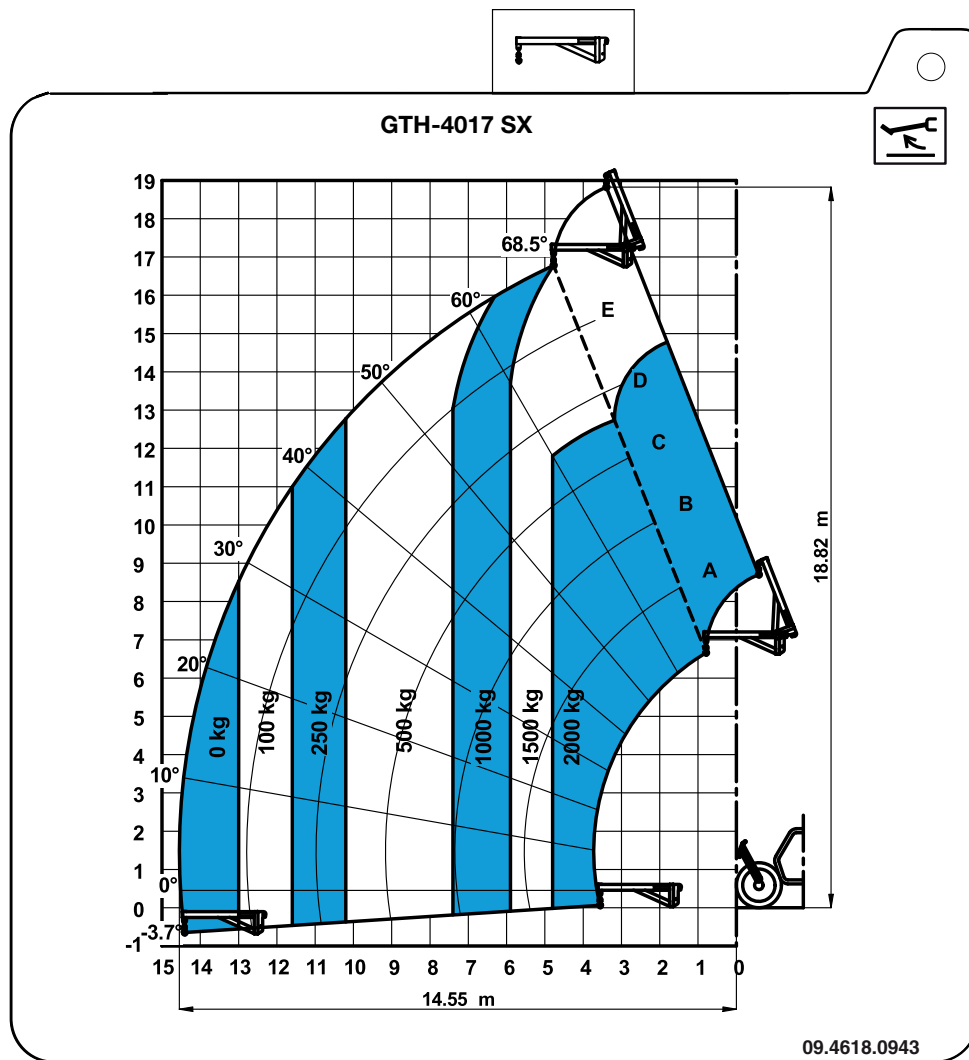 GTH-4017 SX
19
18
17
16
15
14
13
12
11
10
9
8
7
6
5
4
3
2
1
0
-1
68.5°
60°
50°
40°
30°
20°
10°
0°
-3.7°
E
D
C
B
A
0 kg
100 kg
250 kg
500 kg
1000 kg
1500 kg
2000 kg
18.82 m
15 14 13 12 11 10 9 8 7 6 5 4 3 2 1 0
14.55 m
09.4618.0943